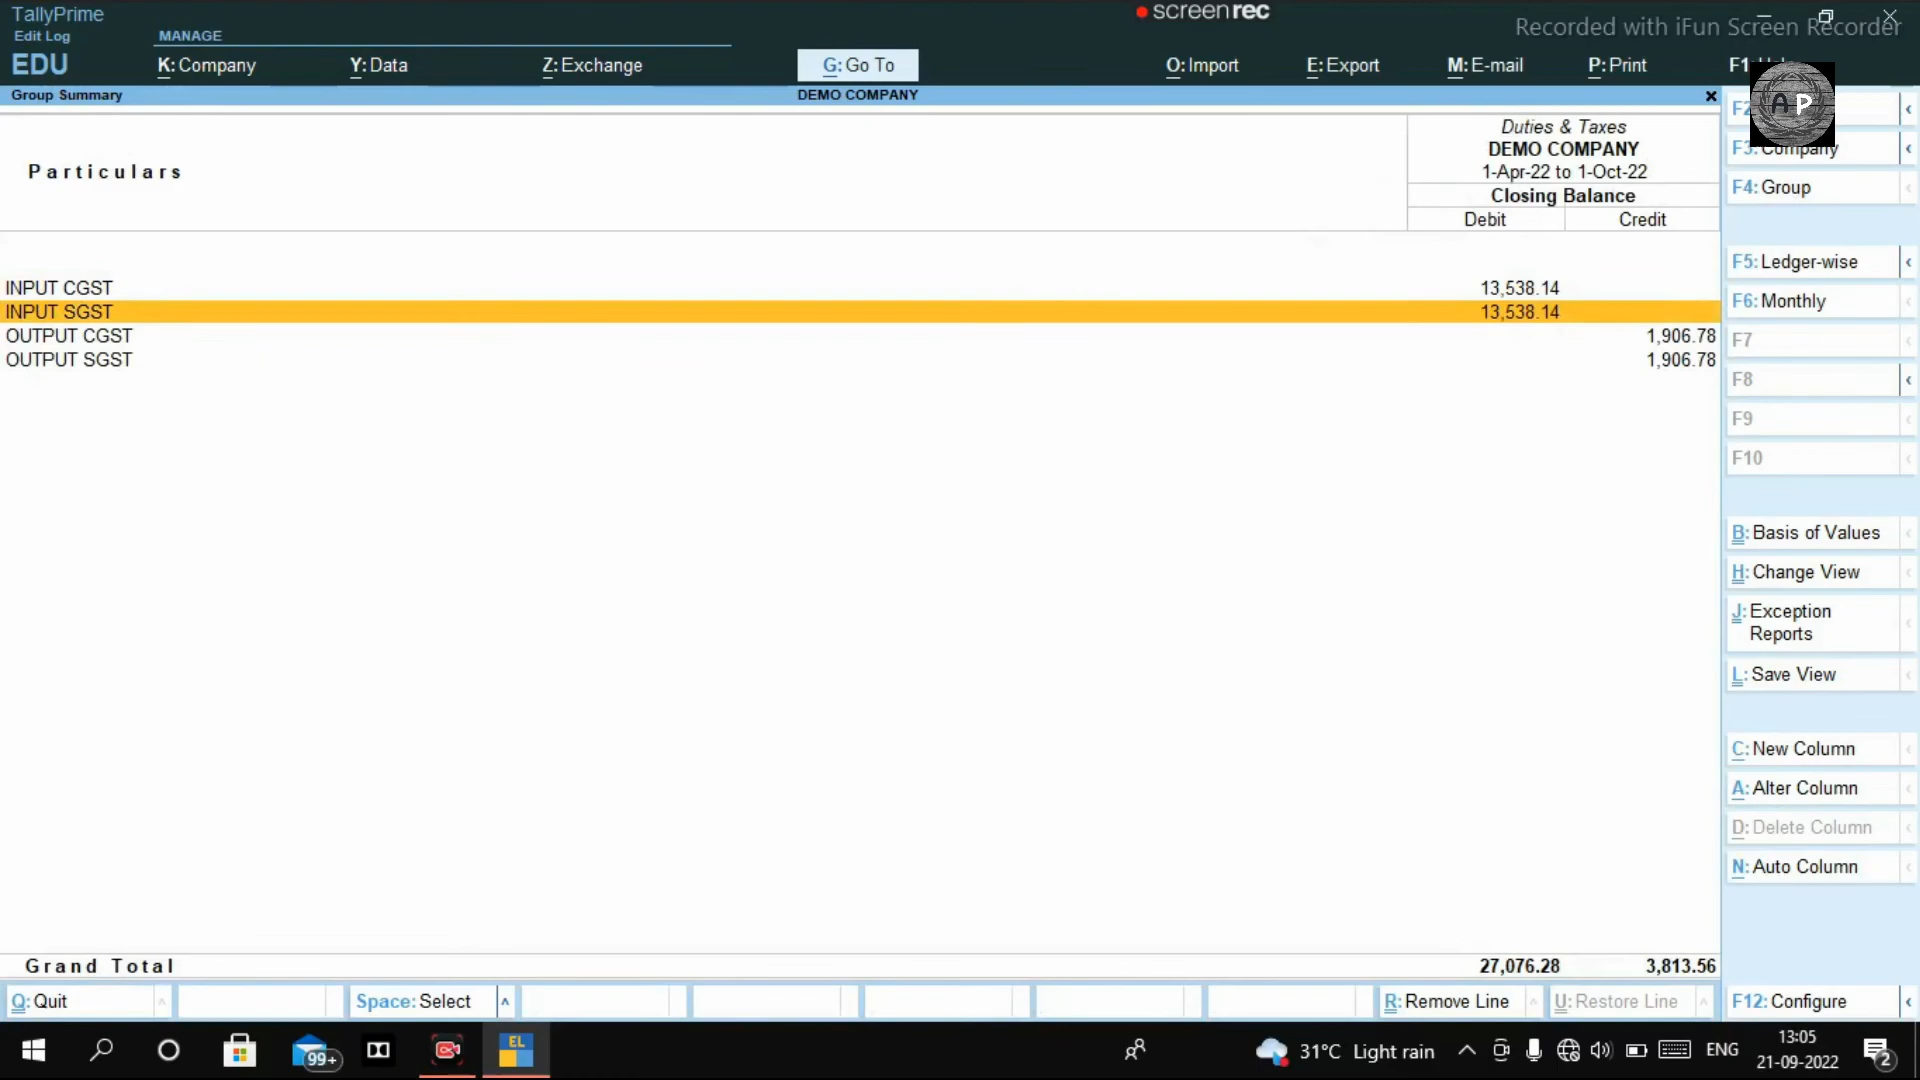 TallyPrime
Edit Log
MANAGE
screenrec
Recorded with iFun Screen Recorder
EDU
K: Company
Y: Data
Z: Exchange
G: Go To
O: Import
E: Export
M: E-mail
P: Print
Group Summary
DEMO COMPANY
Particulars
Duties & Taxes
DEMO COMPANY
1-Apr-22 to 1-Oct-22
Closing Balance
Debit Credit
INPUT CGST 13,538.14
INPUT SGST 13,538.14
OUTPUT CGST 1,906.78
OUTPUT SGST 1,906.78
Grand Total 27,076.28 3,813.56
AP
F3: Company
F4: Group
F5: Ledger-wise
F6: Monthly
F7
F8
F9
F10
B: Basis of Values
H: Change View
J: Exception
Reports
L: Save View
C: New Column
A: Alter Column
D: Delete Column
N: Auto Column
Q: Quit
Space: Select
R: Remove Line
U: Restore Line
F12: Configure
99+
EL
31°C Light rain
ENG
13:05
21-09-2022
2